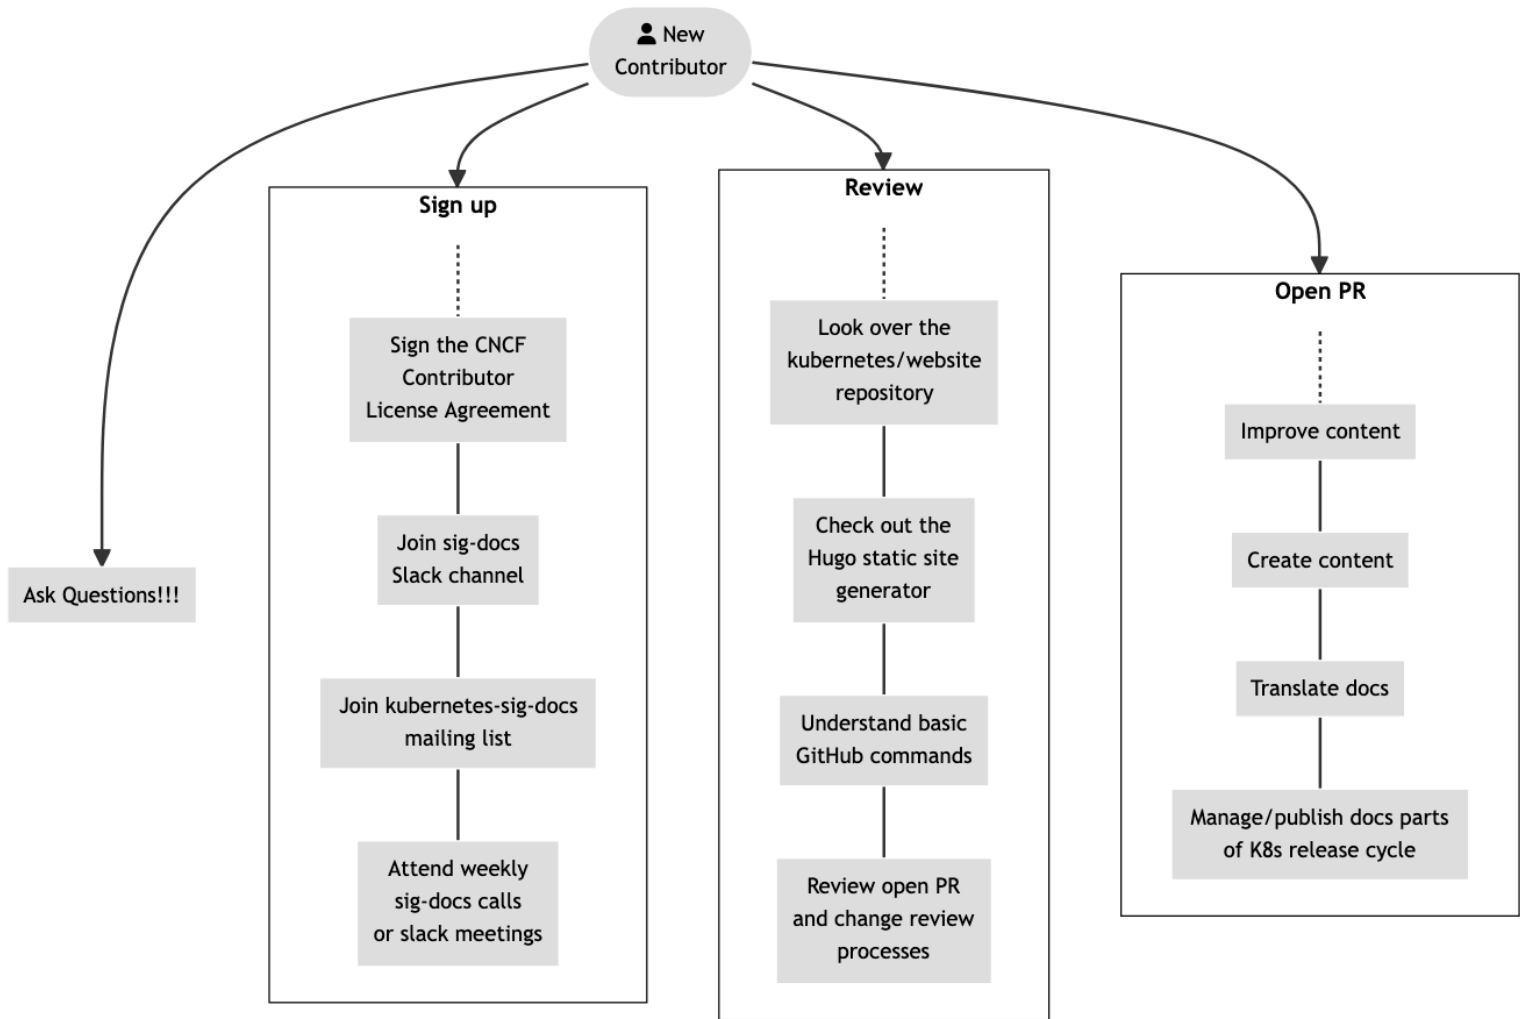 New
Contributor
Ask Questions!!!
Sign up
Sign the CNCF
Contributor
License Agreement
Join sig-docs
Slack channel
Join kubernetes-sig-docs
mailing list
Attend weekly
sig-docs calls
or slack meetings
Review
Look over the
kubernetes/website
repository
Check out the
Hugo static site
generator
Understand basic
GitHub commands
Review open PR
and change review
processes
Open PR
Improve content
Create content
Translate docs
Manage/publish docs parts
of K8s release cycle